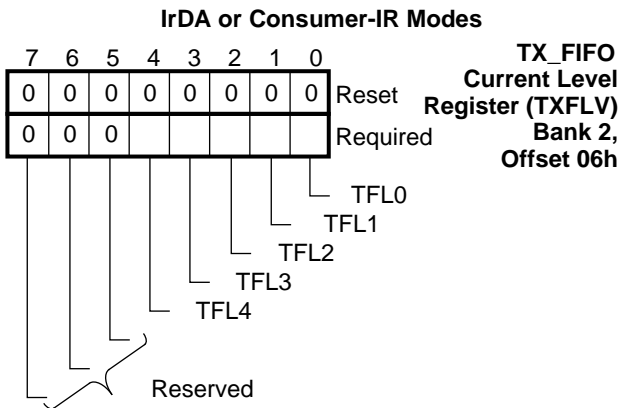 IrDA or Consumer-IR Modes
7 6 5 4 3 2 1 0
TX_FIFO
Current Level
Register (TXFLV)
Bank 2,
Offset 06h
0 0 0 0 0 0 0 0 Reset
0 0 0 Required
TFL0
TFL1
TFL2
TFL3
TFL4
Reserved